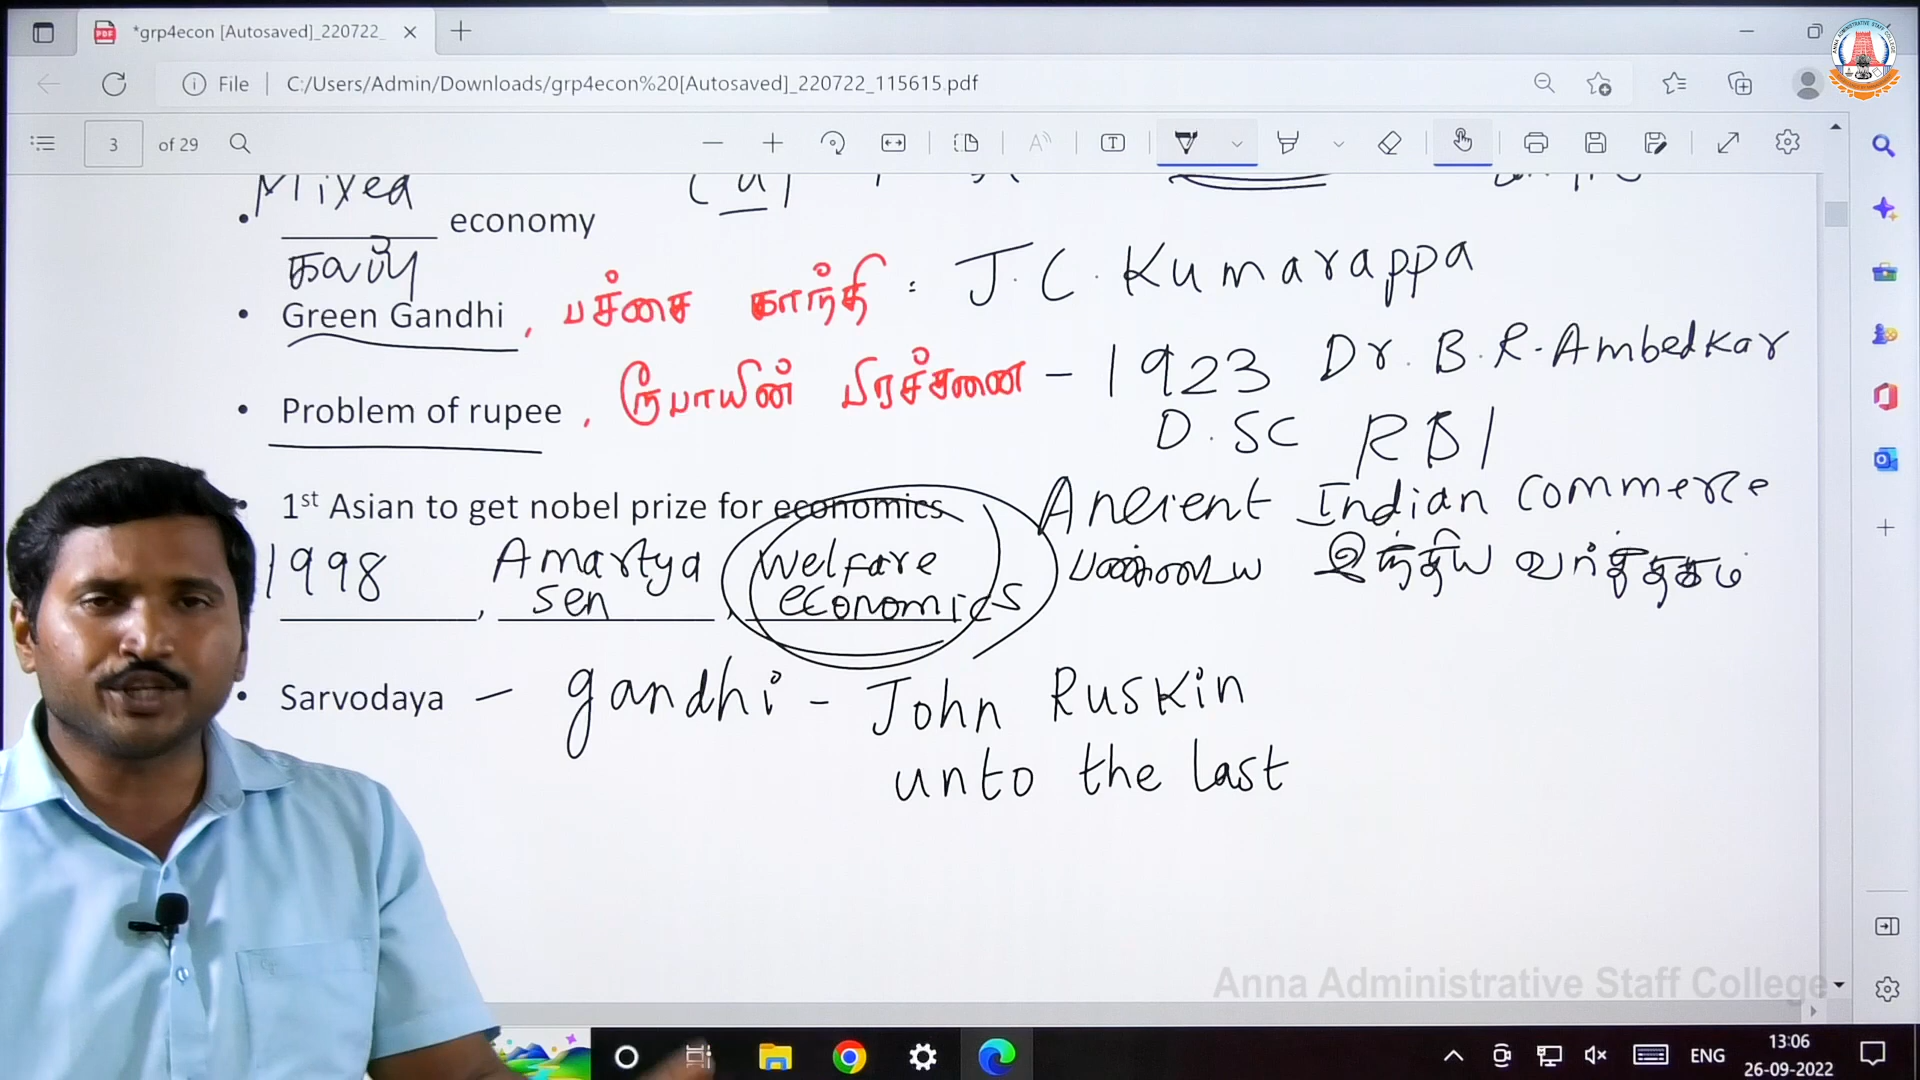 *grp4econ [Autosaved]_220722_
File C:/Users/Admin/Downloads/grp4econ%20[Autosaved]_220722_115615.pdf
3 of 29
Mixed
• economy
கலப்பு
• Green Gandhi , பச்சை காந்தி : J.C. Kumarappa
• Problem of rupee , ரூபாயின் பிரச்சனை – 1923 Dr. B.R. Ambedkar
D.SC RBI
• 1st Asian to get nobel prize for economics Ancient Indian Commerce
1998 , Amartya Sen , Welfare economics பண்டைய இந்திய வர்த்தகம்
• Sarvodaya – gandhi – John Ruskin
unto the last
Anna Administrative Staff College
ENG 13:06
26-09-2022